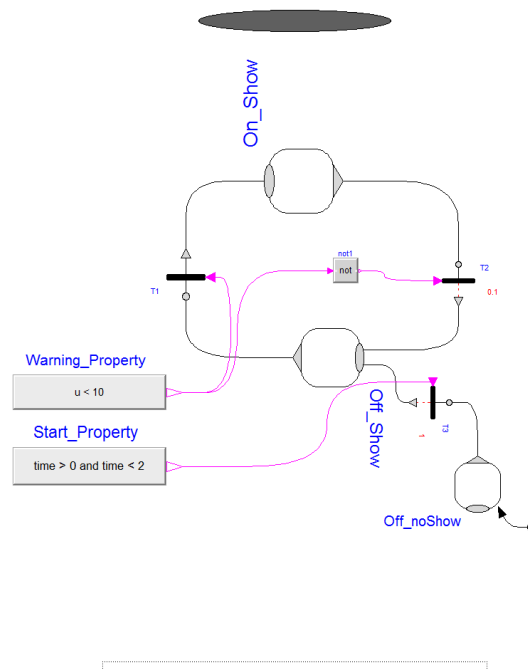 On_Show
not1
not
T2
T1
0.1
Warning_Property
u < 10
Start_Property
time > 0 and time < 2
Off_Show
1
T3
Off_noShow